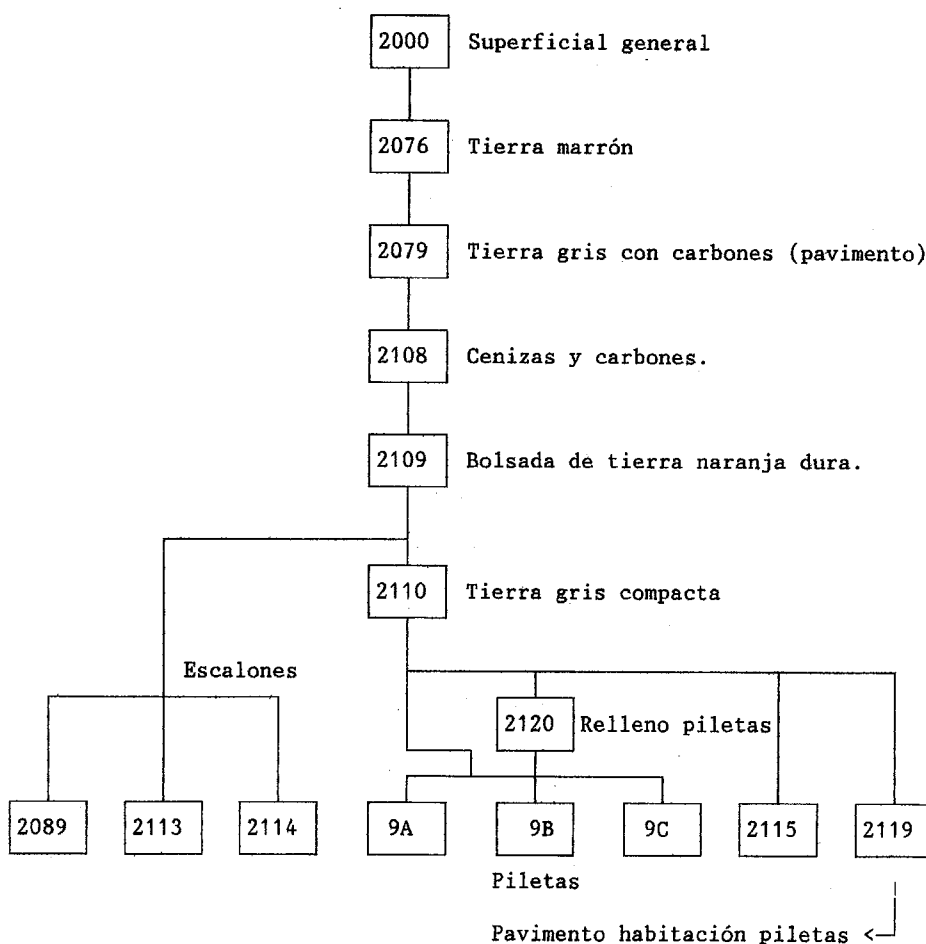 2000 Superficial general
2076 Tierra marrón
2079 Tierra gris con carbones (pavimento)
2108 Cenizas y carbones.
2109 Bolsada de tierra naranja dura.
2110 Tierra gris compacta
Escalones
2120 Relleno piletas
2089 2113 2114 9A 9B 9C 2115 2119
Piletas
Pavimento habitación piletas <